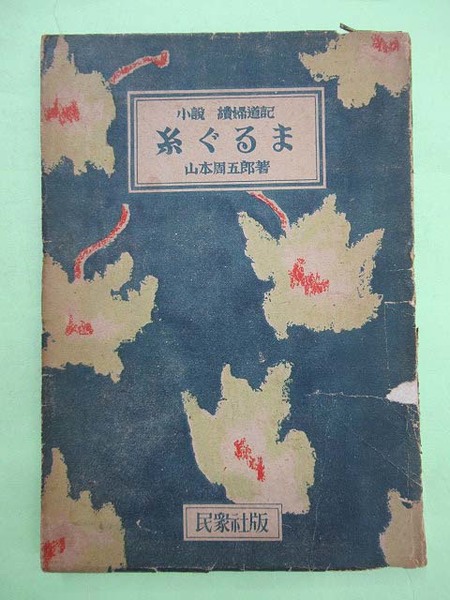 小說 續婦道記
糸ぐるま
山本周五郎著
民衆社版